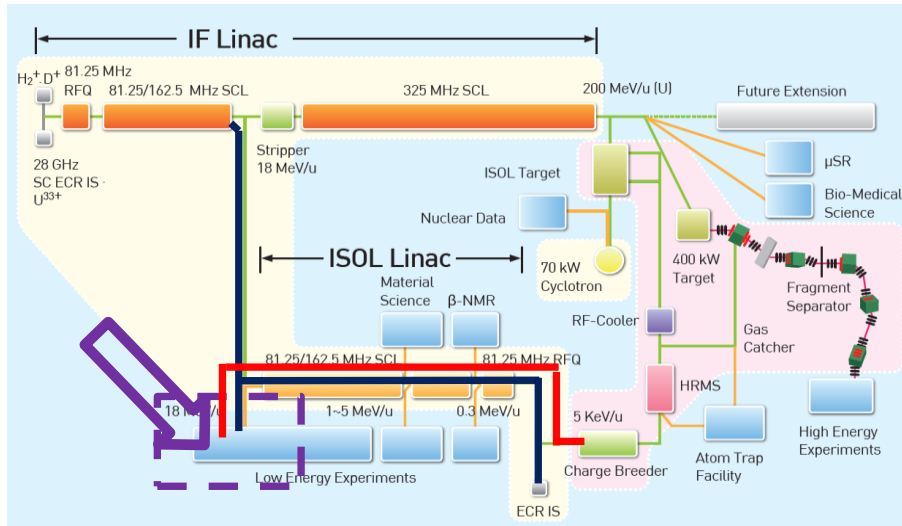 IF Linac
H2+.D+
81.25 MHz
RFQ
81.25/162.5 MHz SCL
325 MHz SCL
200 MeV/u (U)
Future Extension
Stripper
18 MeV/u
28 GHz
SC ECR IS ·
U33+
ISOL Target
μSR
Bio-Medical
Science
Nuclear Data
ISOL Linac
70 kW
Cyclotron
400 kW
Target
Fragment
Separator
Material
Science
β-NMR
RF-Cooler
Gas
Catcher
81.25/162.5 MHz SCL
81.25 MHz RFQ
HRMS
18 MeV/u
1~5 MeV/u
0.3 MeV/u
5 KeV/u
Low Energy Experiments
Charge Breeder
Atom Trap
Facility
High Energy
Experiments
ECR IS